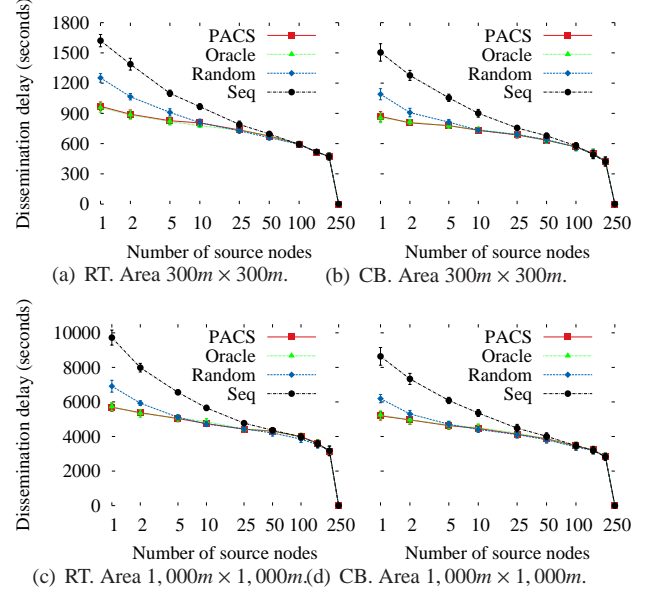 1800
1500
1200
900
600
300
0
Dissemination delay (seconds)
PACS
Oracle
Random
Seq
1 2 5 10 25 50 100 250
Number of source nodes
(a) RT. Area 300m × 300m.
PACS
Oracle
Random
Seq
1 2 5 10 25 50 100 250
Number of source nodes
(b) CB. Area 300m × 300m.
10000
8000
6000
4000
2000
0
Dissemination delay (seconds)
PACS
Oracle
Random
Seq
1 2 5 10 25 50 100 250
Number of source nodes
(c) RT. Area 1,000m × 1,000m.
PACS
Oracle
Random
Seq
1 2 5 10 25 50 100 250
Number of source nodes
(d) CB. Area 1,000m × 1,000m.